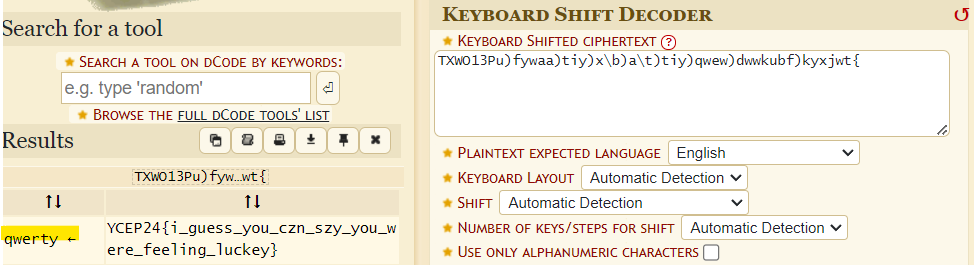 Search for a tool
★ SEARCH A TOOL ON DCODE BY KEYWORDS:
e.g. type 'random'
★ BROWSE THE FULL DCODE TOOLS' LIST
Results
TXWO13Pu)fyw…wt{
↑↓ ↑↓
qwerty ← YCEP24{i_guess_you_czn_szy_you_w
ere_feeling_luckey}
KEYBOARD SHIFT DECODER
★ KEYBOARD SHIFTED CIPHERTEXT (?)
TXWO13Pu)fywaa)tiy)x\b)a\t)tiy)qwew)dwwkubf)kyxjwt{
★ PLAINTEXT EXPECTED LANGUAGE English
★ KEYBOARD LAYOUT Automatic Detection
★ SHIFT Automatic Detection
★ NUMBER OF KEYS/STEPS FOR SHIFT Automatic Detection
★ USE ONLY ALPHANUMERIC CHARACTERS